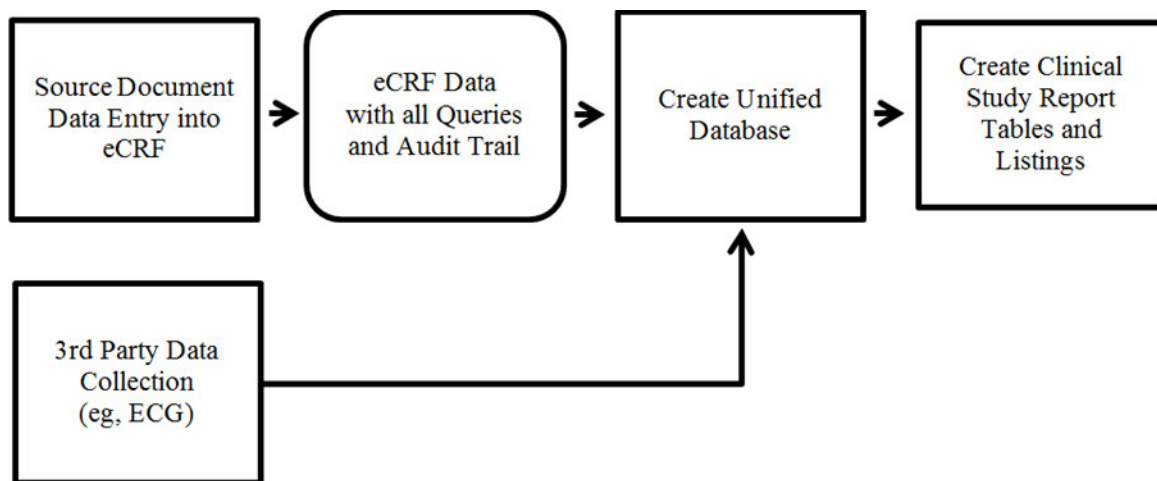 Source Document
Data Entry into
eCRF
eCRF Data
with all Queries
and Audit Trail
Create Unified
Database
Create Clinical
Study Report
Tables and
Listings
3rd Party Data
Collection
(eg, ECG)